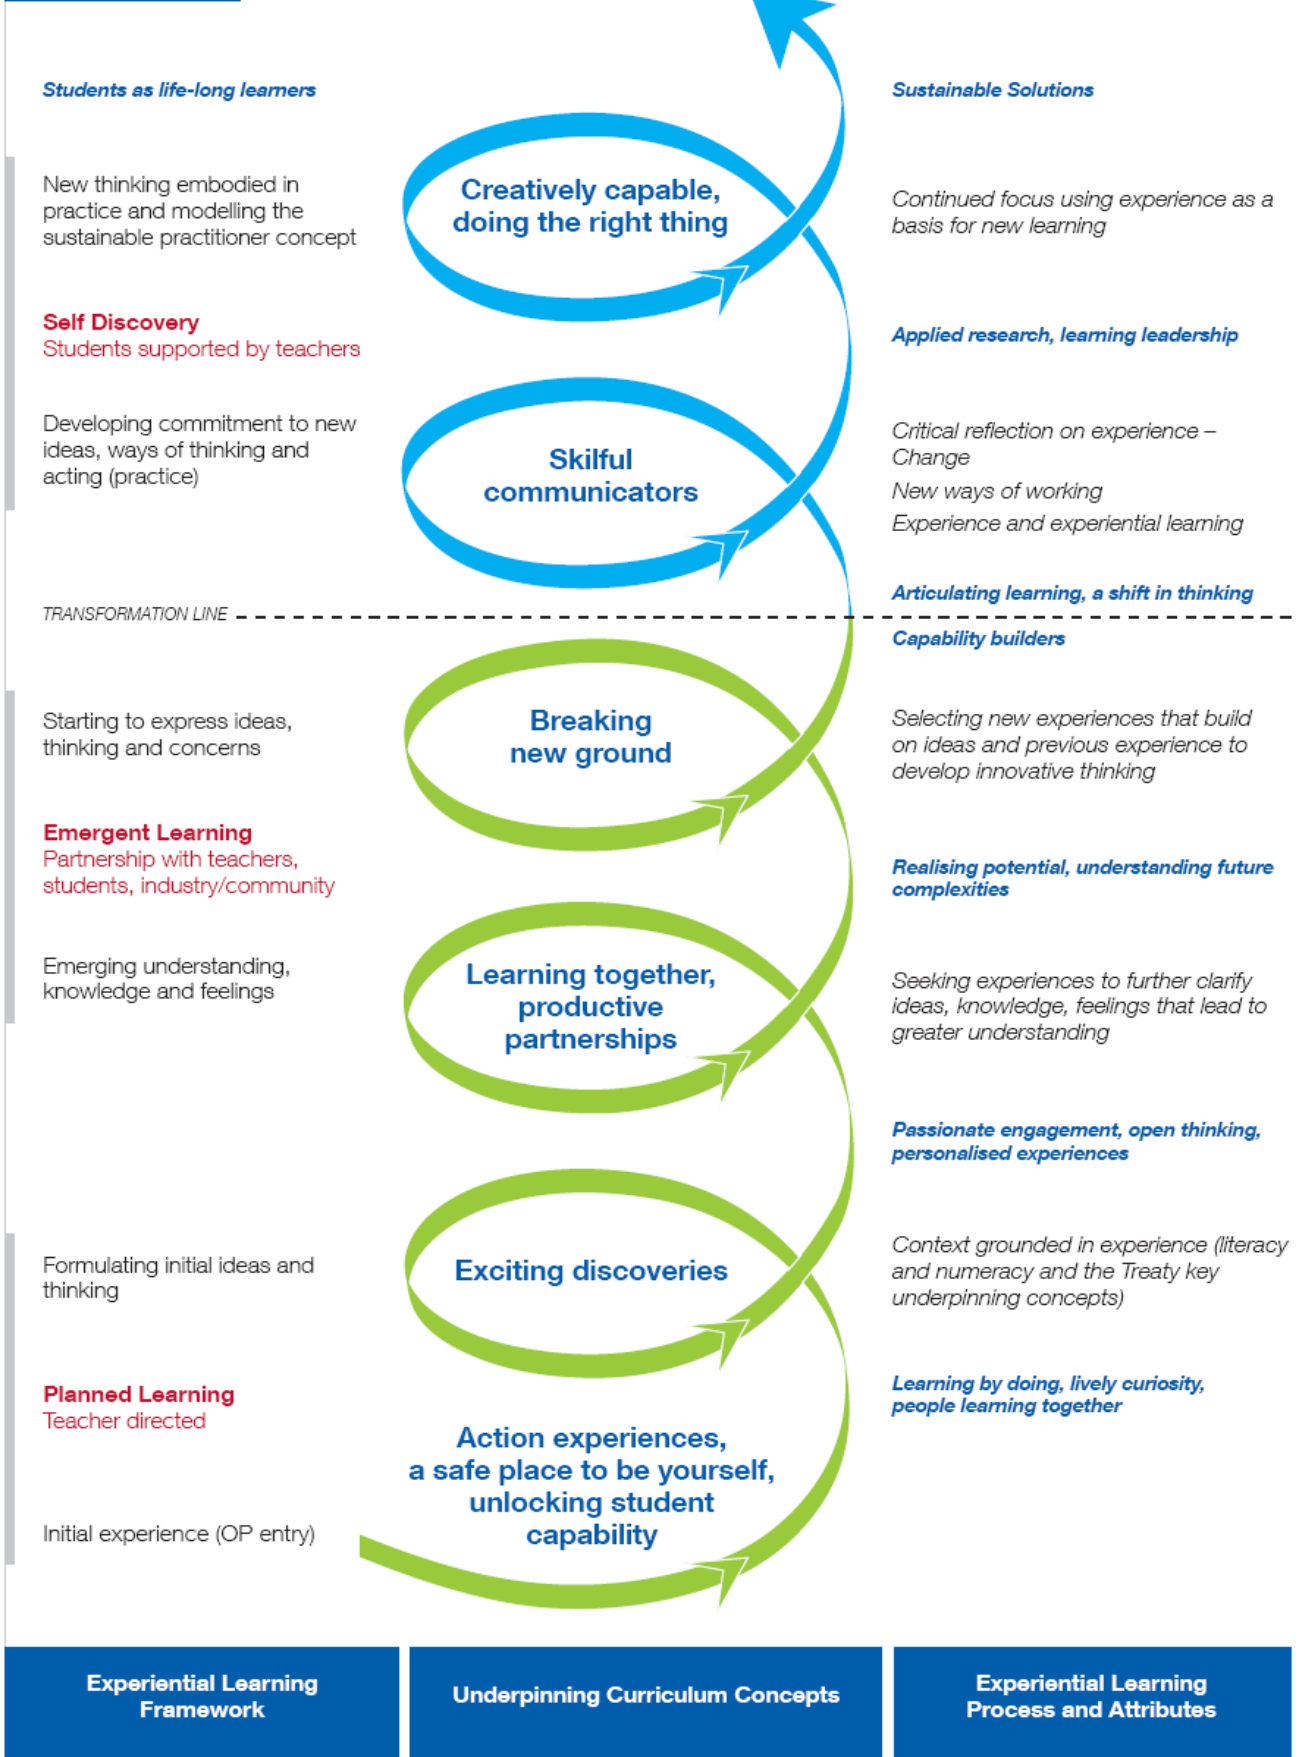 Students as life-long learners
Sustainable Solutions
New thinking embodied in
practice and modelling the
sustainable practitioner concept
Creatively capable,
doing the right thing
Continued focus using experience as a
basis for new learning
Self Discovery
Students supported by teachers
Applied research, learning leadership
Developing commitment to new
ideas, ways of thinking and
acting (practice)
Skilful
communicators
Critical reflection on experience –
Change
New ways of working
Experience and experiential learning
Articulating learning, a shift in thinking
TRANSFORMATION LINE
Capability builders
Starting to express ideas,
thinking and concerns
Breaking
new ground
Selecting new experiences that build
on ideas and previous experience to
develop innovative thinking
Emergent Learning
Partnership with teachers,
students, industry/community
Realising potential, understanding future
complexities
Emerging understanding,
knowledge and feelings
Learning together,
productive
partnerships
Seeking experiences to further clarify
ideas, knowledge, feelings that lead to
greater understanding
Passionate engagement, open thinking,
personalised experiences
Formulating initial ideas and
thinking
Exciting discoveries
Context grounded in experience (literacy
and numeracy and the Treaty key
underpinning concepts)
Planned Learning
Teacher directed
Learning by doing, lively curiosity,
people learning together
Action experiences,
a safe place to be yourself,
unlocking student
capability
Initial experience (OP entry)
Experiential Learning
Framework
Underpinning Curriculum Concepts
Experiential Learning
Process and Attributes